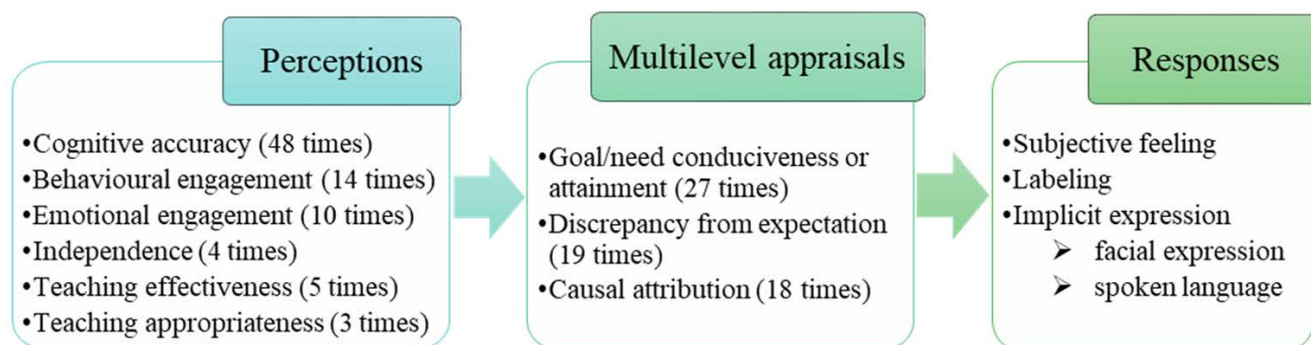 Perceptions
•Cognitive accuracy (48 times)
•Behavioural engagement (14 times)
•Emotional engagement (10 times)
•Independence (4 times)
•Teaching effectiveness (5 times)
•Teaching appropriateness (3 times)
Multilevel appraisals
•Goal/need conduciveness or
attainment (27 times)
•Discrepancy from expectation
(19 times)
•Causal attribution (18 times)
Responses
•Subjective feeling
•Labeling
•Implicit expression
➤ facial expression
➤ spoken language